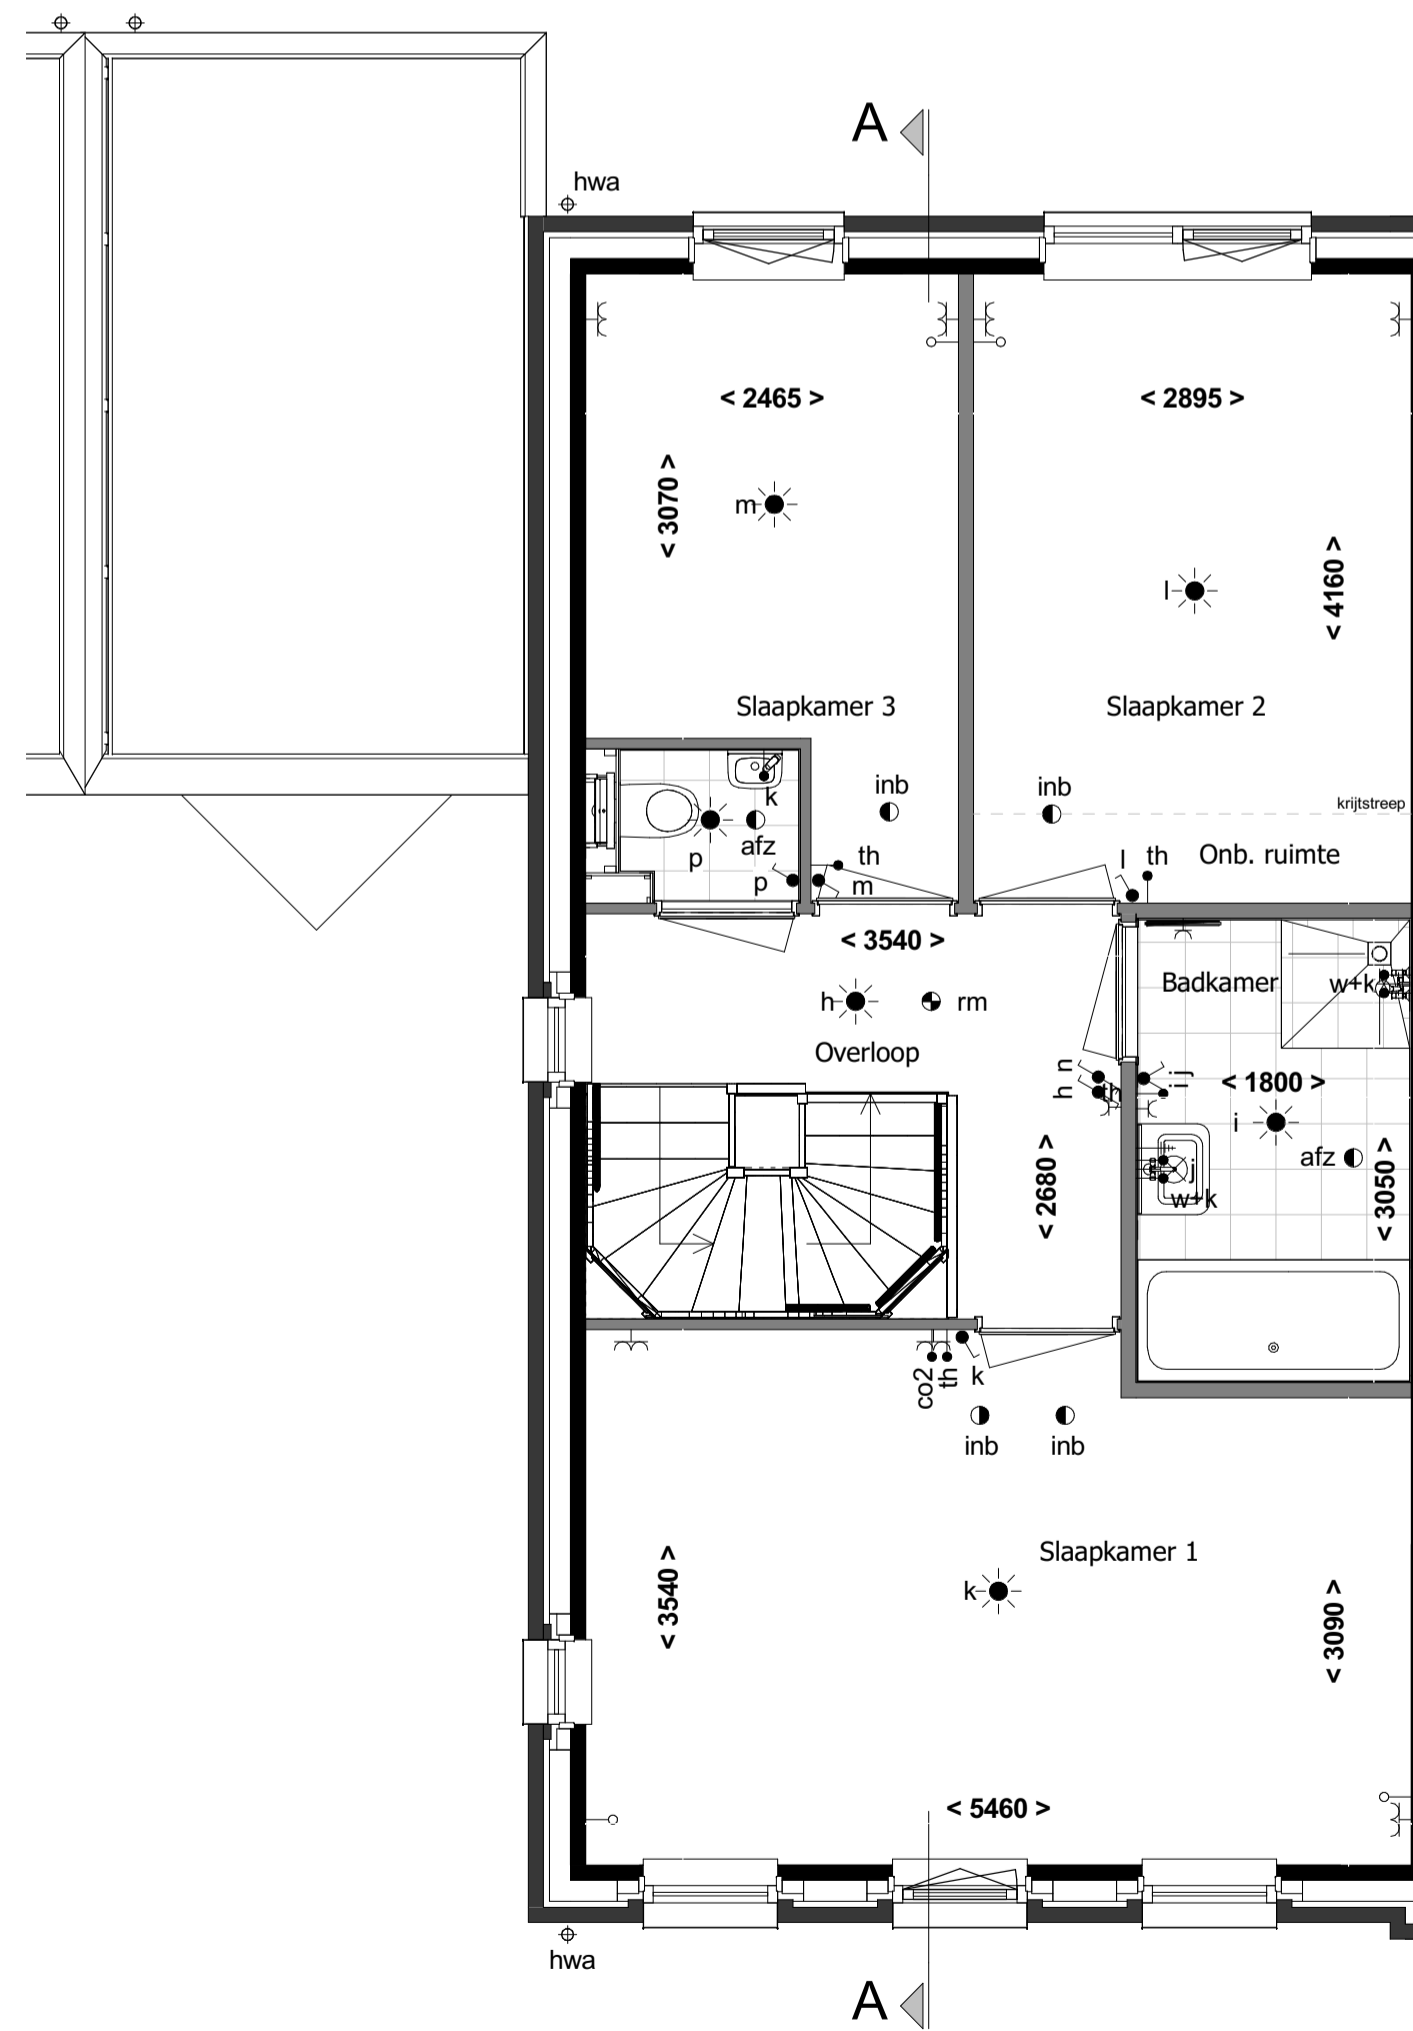 A
hwa
< 2465 >
< 2895 >
< 3070 >
m
< 4160 >
l
Slaapkamer 3
Slaapkamer 2
inb
inb
krijtstreep
k
p
afz
th
p
m
l
th
Onb. ruimte
< 3540 >
Badkamer
w+k
h
rm
Overloop
h n
th
i j
< 1800 >
i
afz
j
w+k
< 2680 >
< 3050 >
co2
th
k
inb
inb
Slaapkamer 1
< 3540 >
k
< 3090 >
< 5460 >
hwa
A